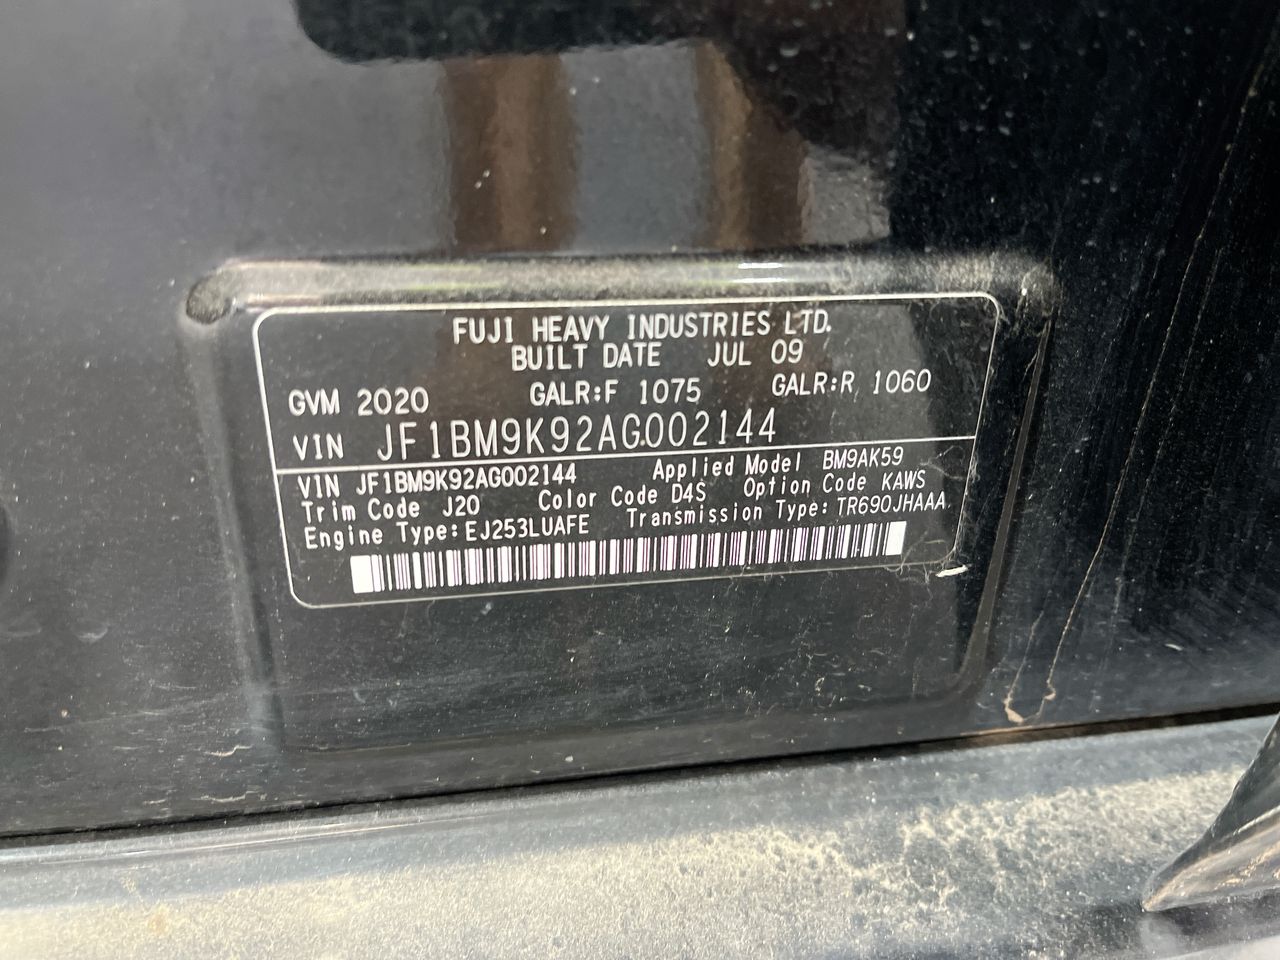 FUJI HEAVY INDUSTRIES LTD.
BUILT DATE JUL 09
GVM 2020 GALR:F 1075 GALR:R 1060
VIN JF1BM9K92AG002144
VIN JF1BM9K92AG002144 Applied Model BM9AK59
Trim Code J20 Color Code D4S Option Code KAWS
Engine Type:EJ253LUAFE Transmission Type:TR690JHAAA